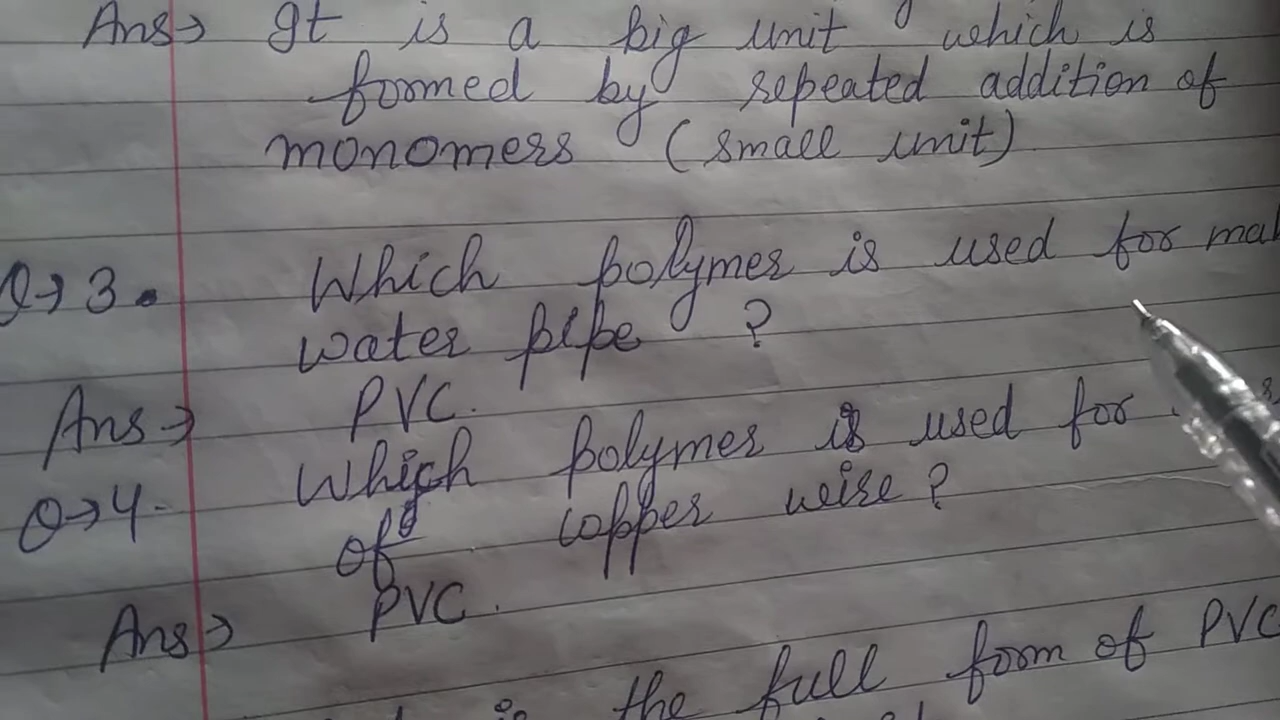 Ans→ It is a big unit which is
formed by repeated addition of
monomers (small unit)
Q→3. Which polymer is used for
water pipe ?
Ans→ PVC.
Q→4. Which polymer is used for
of copper weise ?
Ans→ PVC.
is the full form of PVC